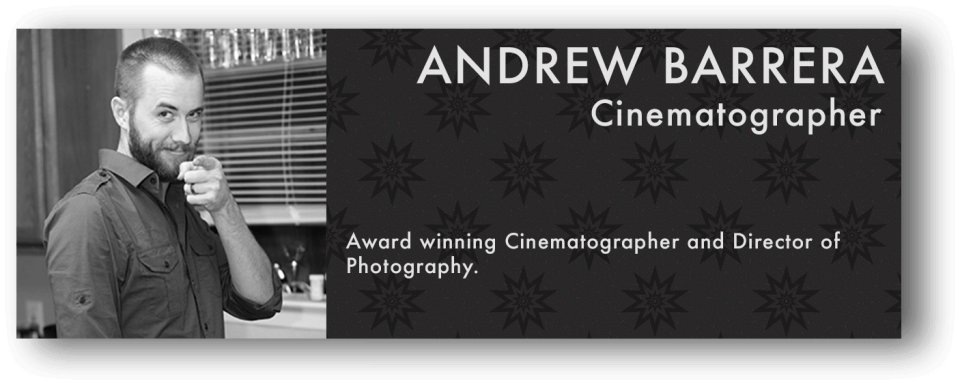 ANDREW BARRERA
Cinematographer
Award winning Cinematographer and Director of
Photography.